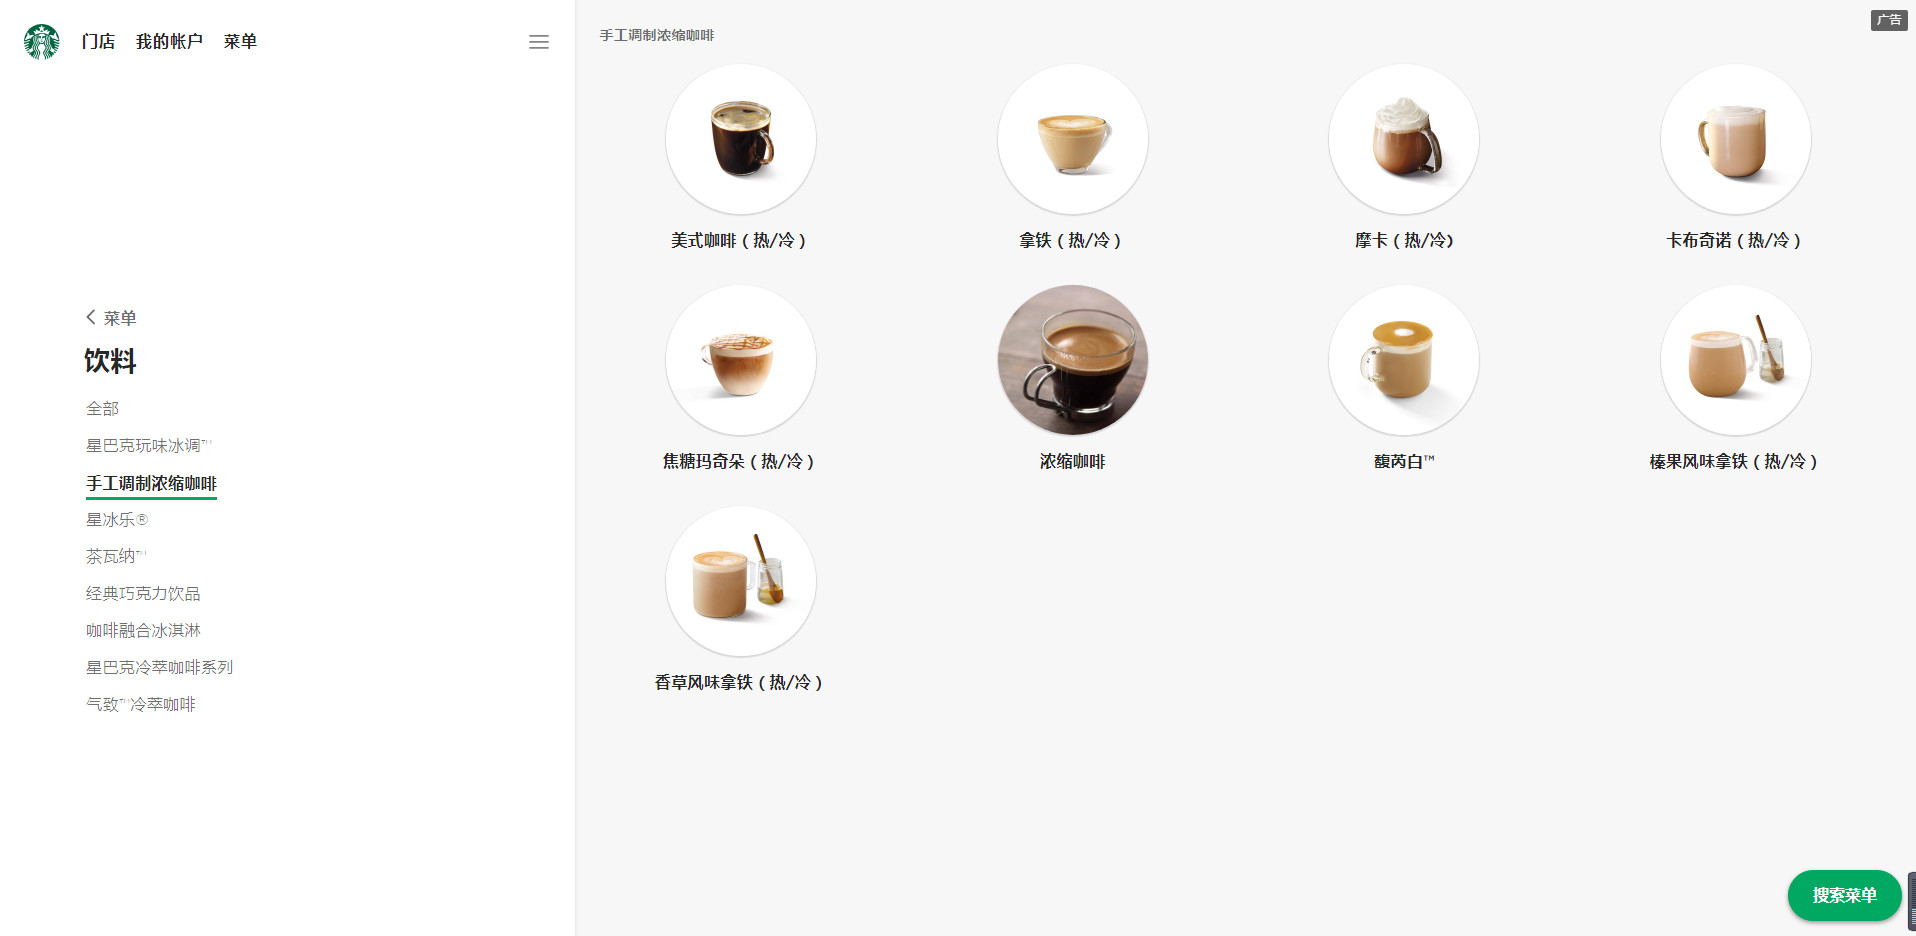 门店 我的帐户 菜单
菜单
饮料
全部
星巴克玩味冰调™
手工调制浓缩咖啡
星冰乐®
茶瓦纳™
经典巧克力饮品
咖啡融合冰淇淋
星巴克冷萃咖啡系列
气致™冷萃咖啡
手工调制浓缩咖啡
广告
美式咖啡（热/冷）
拿铁（热/冷）
摩卡（热/冷)
卡布奇诺（热/冷）
焦糖玛奇朵（热/冷）
浓缩咖啡
馥芮白™
榛果风味拿铁（热/冷）
香草风味拿铁（热/冷）
搜索菜单